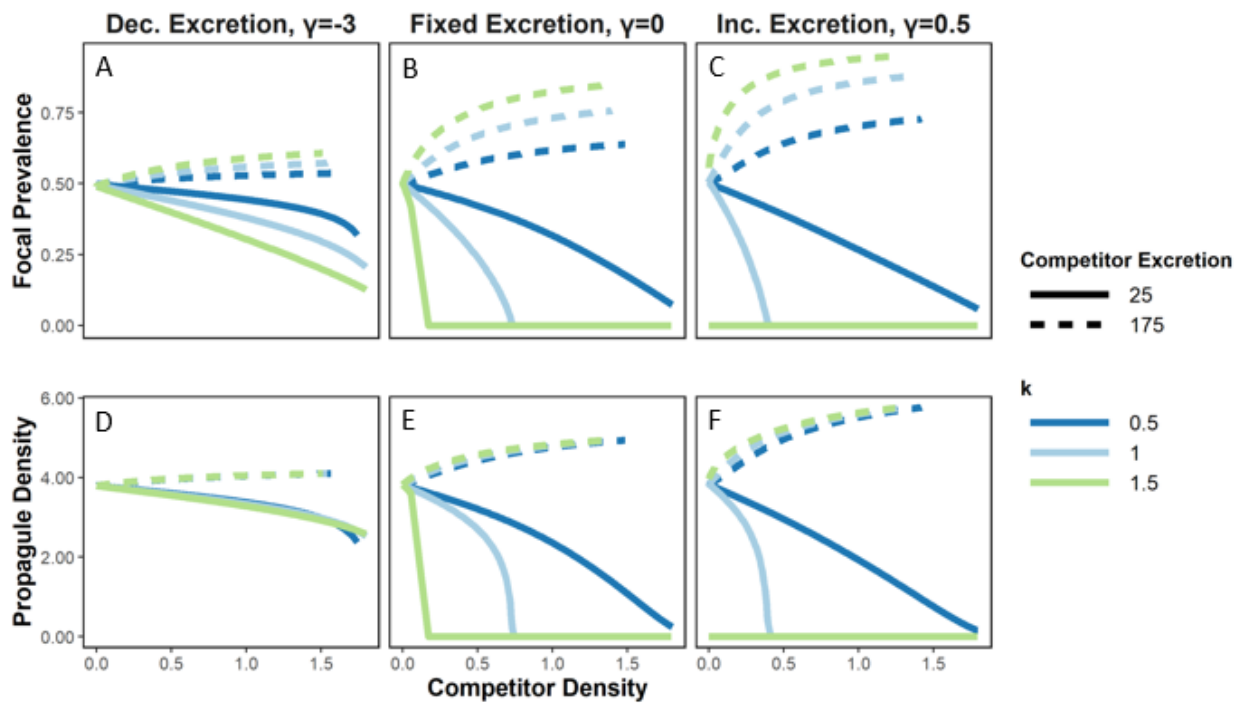 Dec. Excretion, γ=-3
Fixed Excretion, γ=0
Inc. Excretion, γ=0.5
A
B
C
Focal Prevalence
0.75
0.50
0.25
0.00
Competitor Excretion
25
175
k
0.5
1
1.5
D
E
F
Propagule Density
6.00
4.00
2.00
0.00
0.0 0.5 1.0 1.5
0.0 0.5 1.0 1.5
0.0 0.5 1.0 1.5
Competitor Density